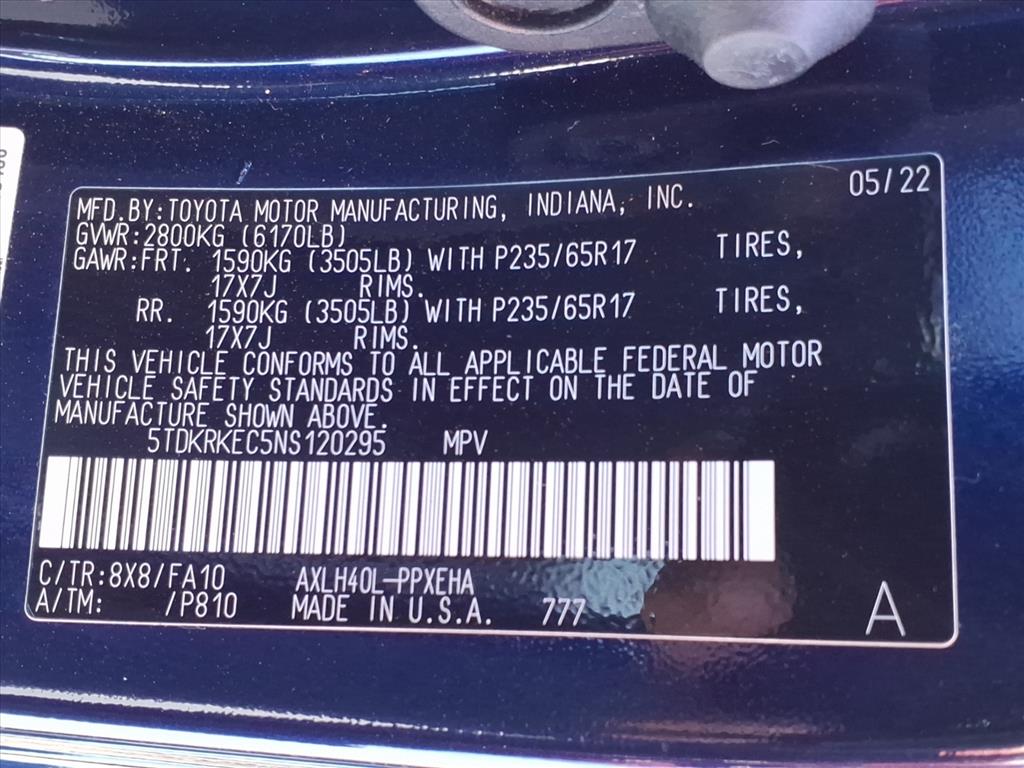 05/22
MFD.BY:TOYOTA MOTOR MANUFACTURING, INDIANA, INC.
GVWR:2800KG (6170LB)
GAWR:FRT. 1590KG (3505LB) WITH P235/65R17 TIRES,
17X7J RIMS.
RR. 1590KG (3505LB) WITH P235/65R17 TIRES,
17X7J RIMS.
THIS VEHICLE CONFORMS TO ALL APPLICABLE FEDERAL MOTOR
VEHICLE SAFETY STANDARDS IN EFFECT ON THE DATE OF
MANUFACTURE SHOWN ABOVE.
5TDKRKEC5NS120295 MPV
C/TR:8X8/FA10 AXLH40L-PPXEHA
A/TM: /P810 MADE IN U.S.A. 777 A